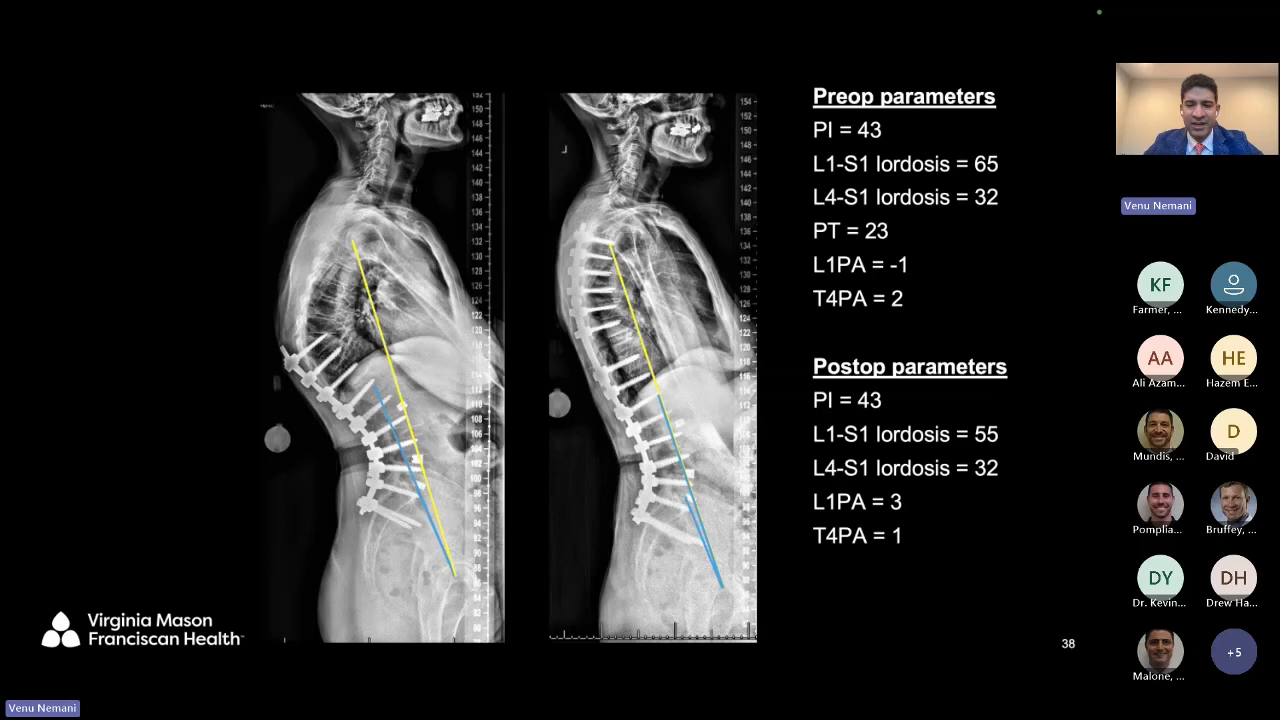 Preop parameters
PI = 43
L1-S1 lordosis = 65
L4-S1 lordosis = 32
PT = 23
L1PA = -1
T4PA = 2
Postop parameters
PI = 43
L1-S1 lordosis = 55
L4-S1 lordosis = 32
L1PA = 3
T4PA = 1
38
Virginia Mason
Franciscan Health
Venu Nemani
Venu Nemani
KF
Farmer, ...
Kennedy...
AA
Ali Azam...
HE
Hazem E...
Mundis, ...
D
David
Pomplia...
Bruffey, ...
DY
Dr. Kevin...
DH
Drew Ha...
Malone, ...
+5